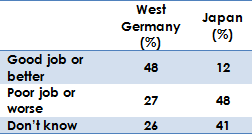 West Germany (%) Japan (%)
Good job or better 48 12
Poor job or worse 27 48
Don't know 26 41